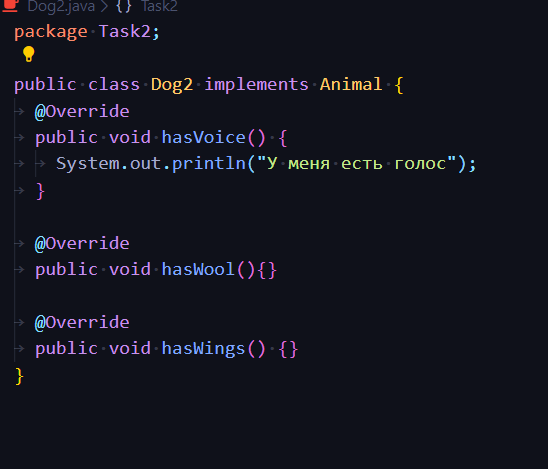 Dog2.java > {} Task2
package Task2;
public class Dog2 implements Animal {
@Override
public void hasVoice() {
System.out.println("У меня есть голос");
}
@Override
public void hasWool(){}
@Override
public void hasWings() {}
}